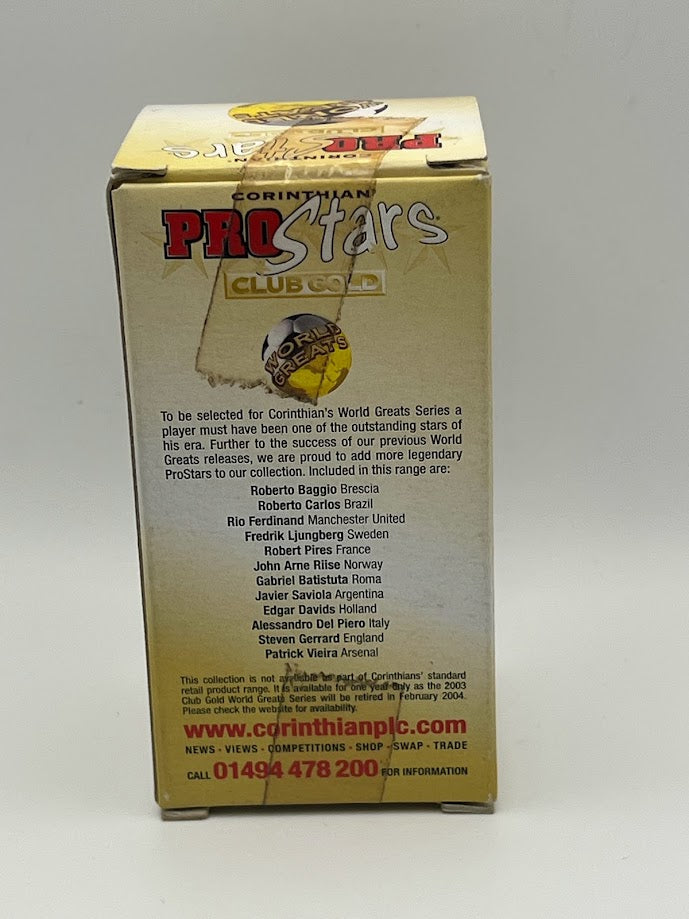 CORINTHIAN
PROStars
CORINTHIAN
PROStars
CLUB GOLD
WORLD
GREATS
To be selected for Corinthian's World Greats Series a
player must have been one of the outstanding stars of
his era. Further to the success of our previous World
Greats releases, we are proud to add more legendary
ProStars to our collection. Included in this range are:
Roberto Baggio Brescia
Roberto Carlos Brazil
Rio Ferdinand Manchester United
Fredrik Ljungberg Sweden
Robert Pires France
John Arne Riise Norway
Gabriel Batistuta Roma
Javier Saviola Argentina
Edgar Davids Holland
Alessandro Del Piero Italy
Steven Gerrard England
Patrick Vieira Arsenal
This collection is not available as part of Corinthians' standard
retail product range. It is available for one year only as the 2003
Club Gold World Greats Series will be retired in February 2004.
Please check the website for availability.
www.corinthianplc.com
NEWS - VIEWS - COMPETITIONS - SHOP - SWAP - TRADE
CALL 01494 478 200 FOR INFORMATION